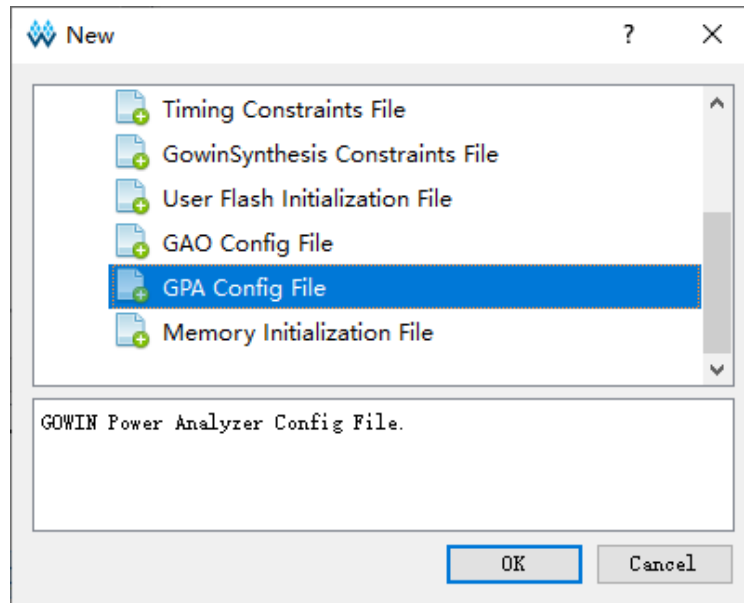 New
?
Timing Constraints File
GowinSynthesis Constraints File
User Flash Initialization File
GAO Config File
GPA Config File
Memory Initialization File
GOWIN Power Analyzer Config File.
OK
Cancel